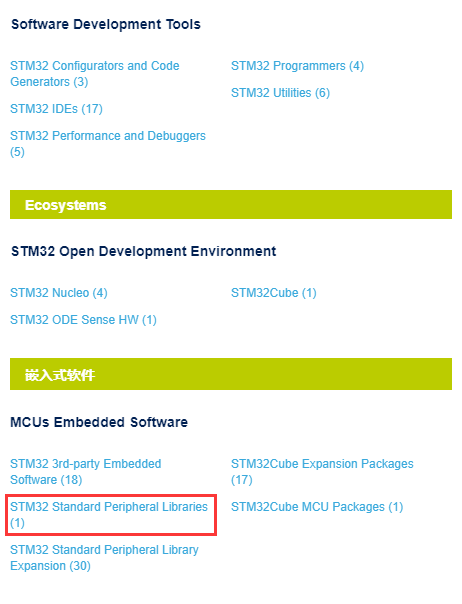 Software Development Tools
STM32 Configurators and Code
Generators (3)
STM32 IDEs (17)
STM32 Performance and Debuggers
(5)
STM32 Programmers (4)
STM32 Utilities (6)
Ecosystems
STM32 Open Development Environment
STM32 Nucleo (4)
STM32 ODE Sense HW (1)
STM32Cube (1)
嵌入式软件
MCUs Embedded Software
STM32 3rd-party Embedded
Software (18)
STM32 Standard Peripheral Libraries
(1)
STM32 Standard Peripheral Library
Expansion (30)
STM32Cube Expansion Packages
(17)
STM32Cube MCU Packages (1)